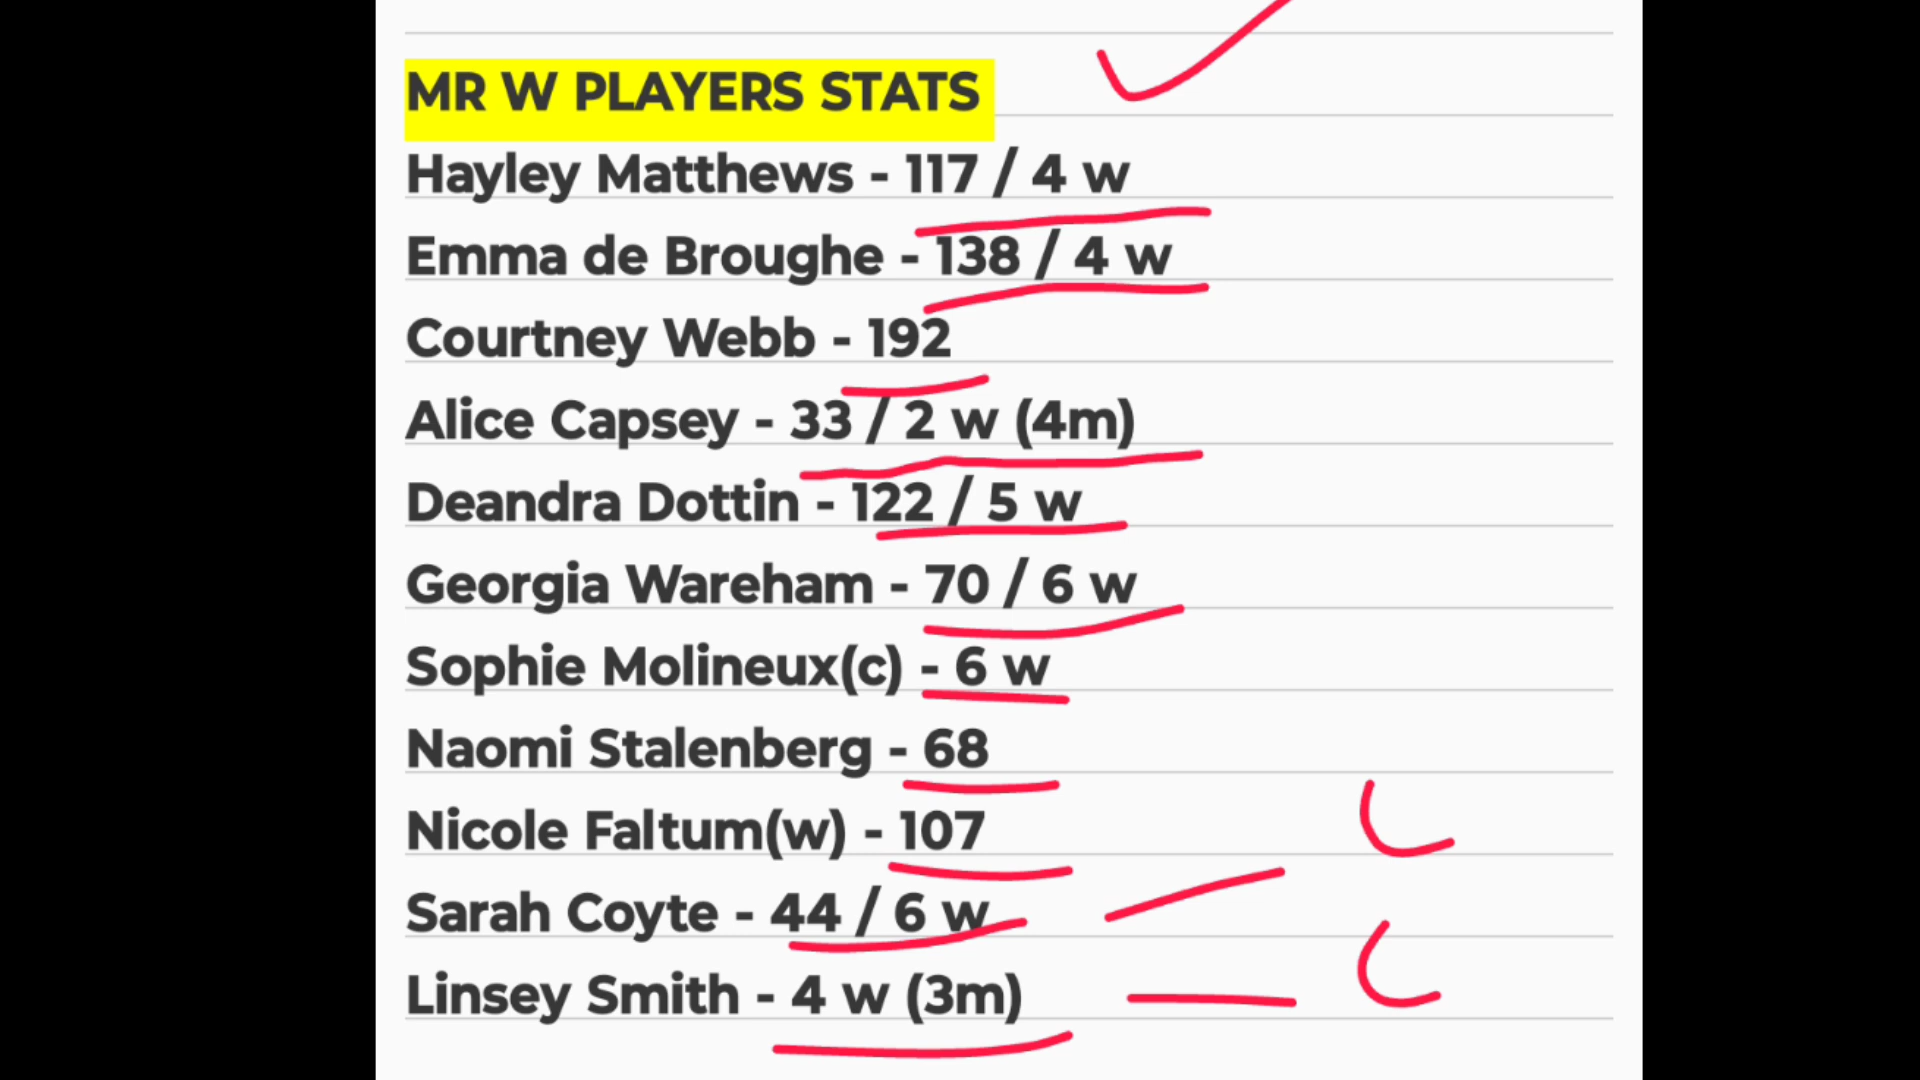 MR W PLAYERS STATS
Hayley Matthews - 117 / 4 w
Emma de Broughe - 138 / 4 w
Courtney Webb - 192
Alice Capsey - 33 / 2 w (4m)
Deandra Dottin - 122 / 5 w
Georgia Wareham - 70 / 6 w
Sophie Molineux(c) - 6 w
Naomi Stalenberg - 68
Nicole Faltum(w) - 107
Sarah Coyte - 44 / 6 w
Linsey Smith - 4 w (3m)